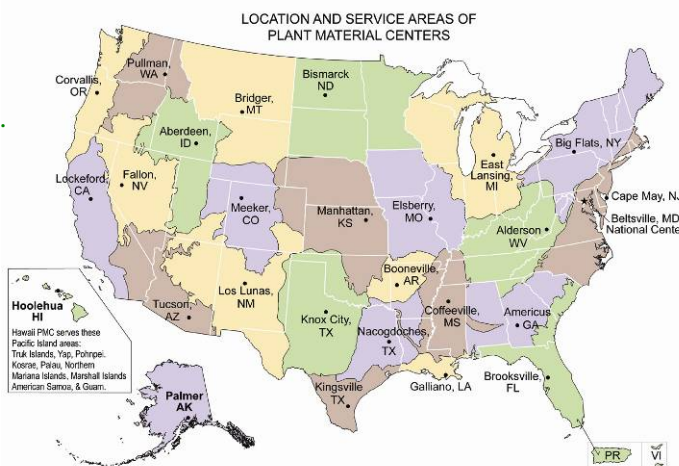 LOCATION AND SERVICE AREAS OF
PLANT MATERIAL CENTERS
Pullman,
WA
Corvallis,
OR
Bismarck
ND
Bridger,
MT
Aberdeen,
ID
Big Flats, NY
East
Lansing,
MI
Lockeford,
CA
Fallon,
NV
Meeker,
CO
Manhattan,
KS
Elsberry,
MO
Cape May, NJ
Beltsville, MD
National Cente
Alderson
WV
Booneville,
AR
Los Lunas,
NM
Tucson,
AZ
Knox City,
TX
Coffeeville,
MS
Americus
GA
Nacogdoches,
TX
Hoolehua
HI
Hawaii PMC serves these
Pacific Island areas:
Truk Islands, Yap, Pohnpei.
Kosrae, Palau, Northern
Mariana Islands, Marshall Islands
American Samoa, & Guam.
Kingsville
TX
Galliano, LA
Brooksville,
FL
Palmer
AK
PR
VI